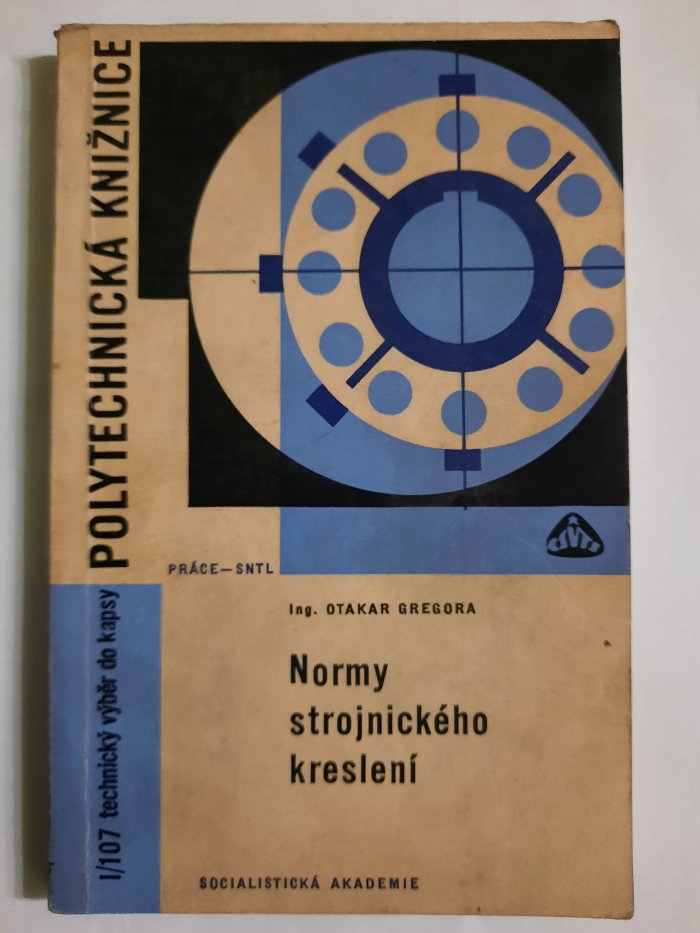 POLYTECHNICKÁ KNIŽNICE
I/107 technický výběr do kapsy
PRÁCE—SNTL
Ing. OTAKAR GREGORA
Normy
strojnického
kreslení
SOCIALISTICKÁ AKADEMIE